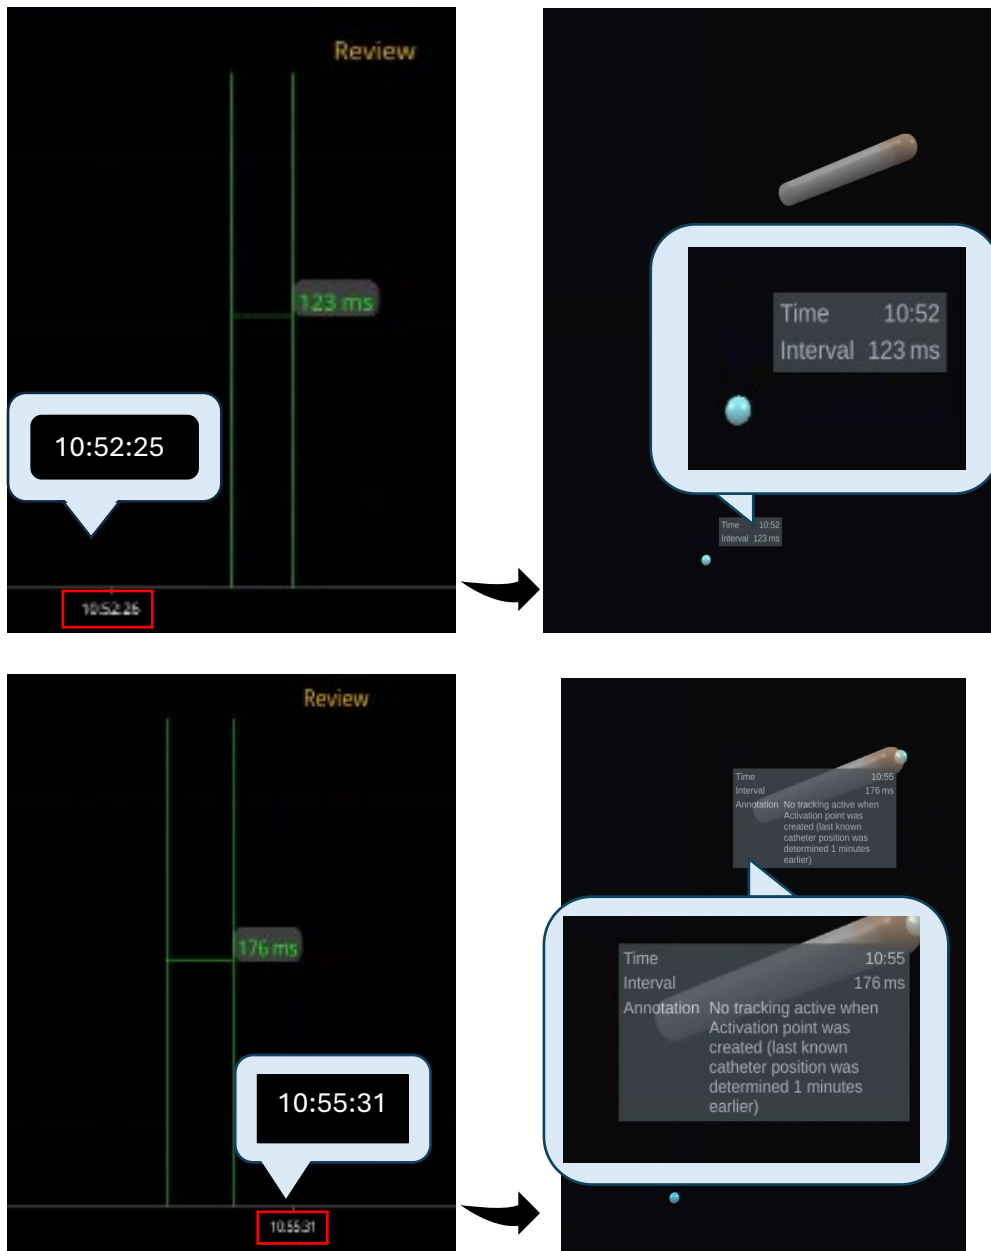 Review
123 ms
10:52:25
10:52:26
Time 10:52
Interval 123 ms
Time 10:52
Interval 123 ms
Review
176 ms
10:55:31
10:55:31
Time 10:55
Interval 176 ms
Annotation No tracking active when
Activation point was
created (last known
catheter position was
determined 1 minutes
earlier)
Time 10:55
Interval 176 ms
Annotation No tracking active when
Activation point was
created (last known
catheter position was
determined 1 minutes
earlier)